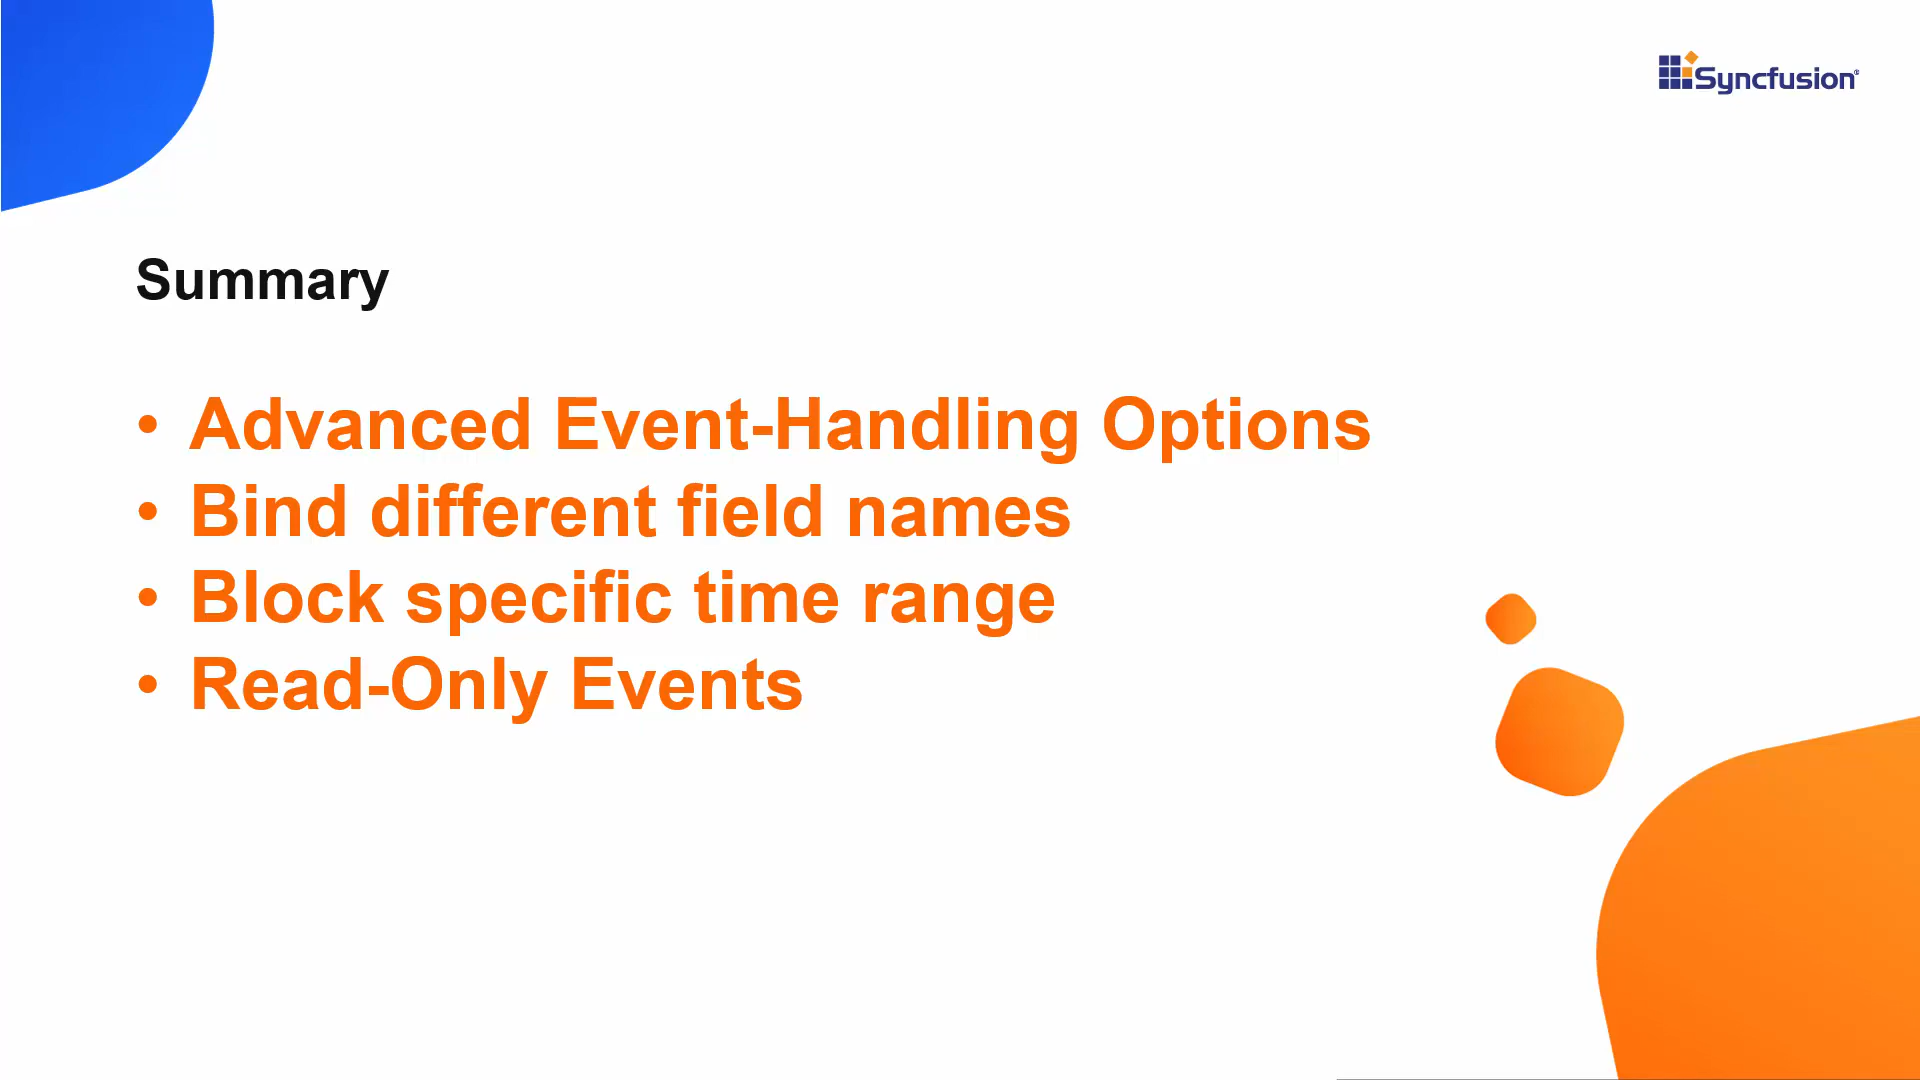 Syncfusion®
Summary
• Advanced Event-Handling Options
• Bind different field names
• Block specific time range
• Read-Only Events